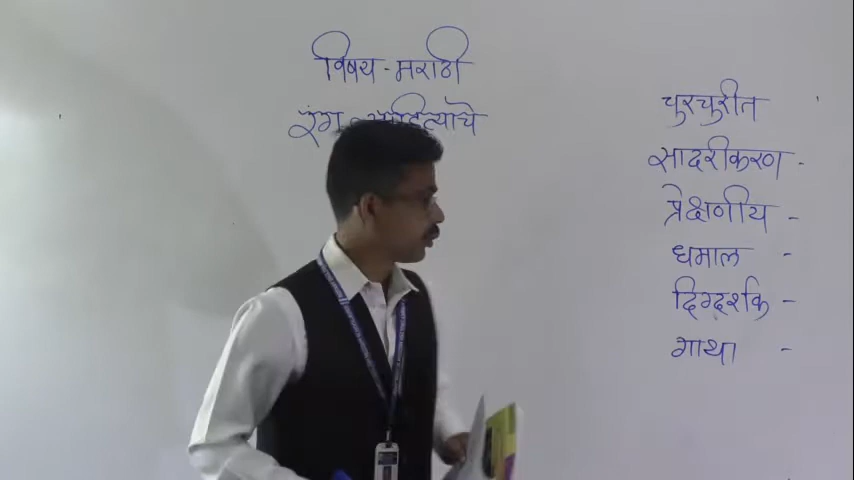 विषय - मराठी
रंग साहित्याचे
चुरचुरीत
सादरीकरण -
प्रेक्षणीय -
धमाल -
दिग्दर्शक -
गाथा -